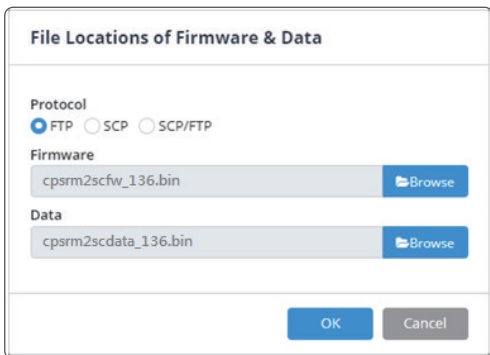 File Locations of Firmware & Data
Protocol
FTP SCP SCP/FTP
Firmware
cpsrm2scfw_136.bin Browse
Data
cpsrm2scdata_136.bin Browse
OK Cancel